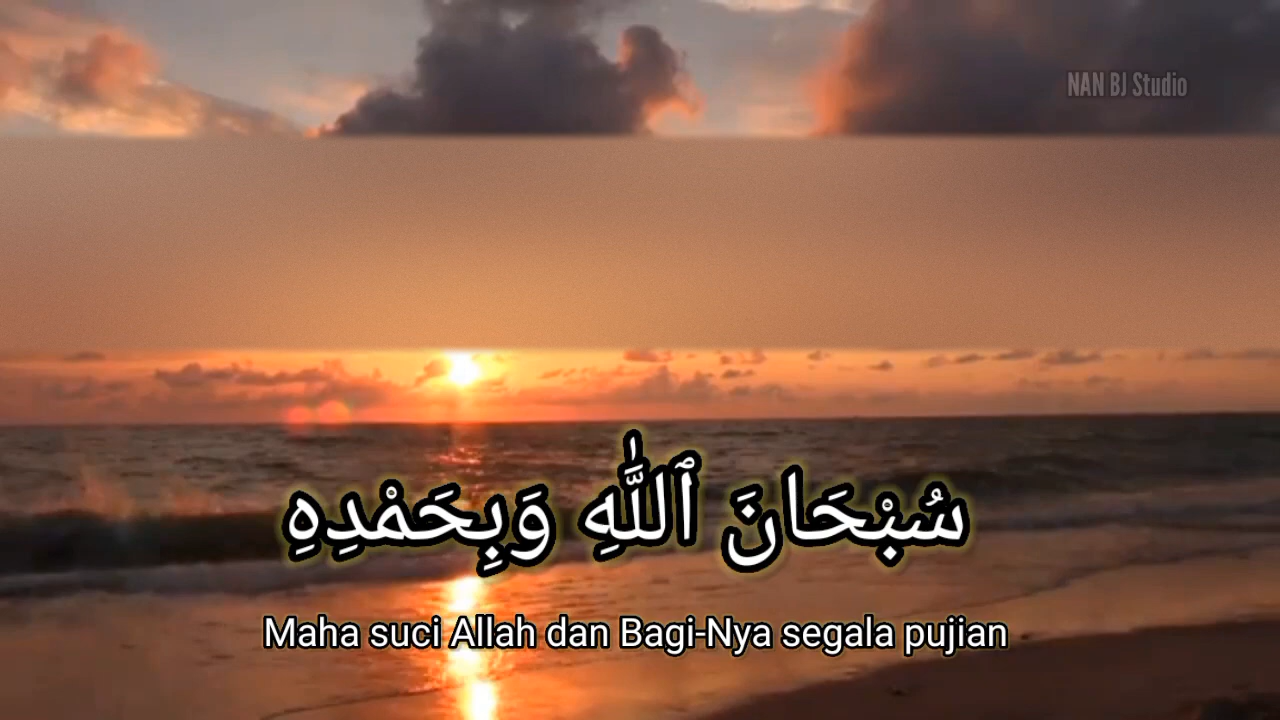 NAN BJ Studio
سُبْحَانَ ٱللَّٰهِ وَبِحَمْدِهِ
Maha suci Allah dan Bagi-Nya segala pujian